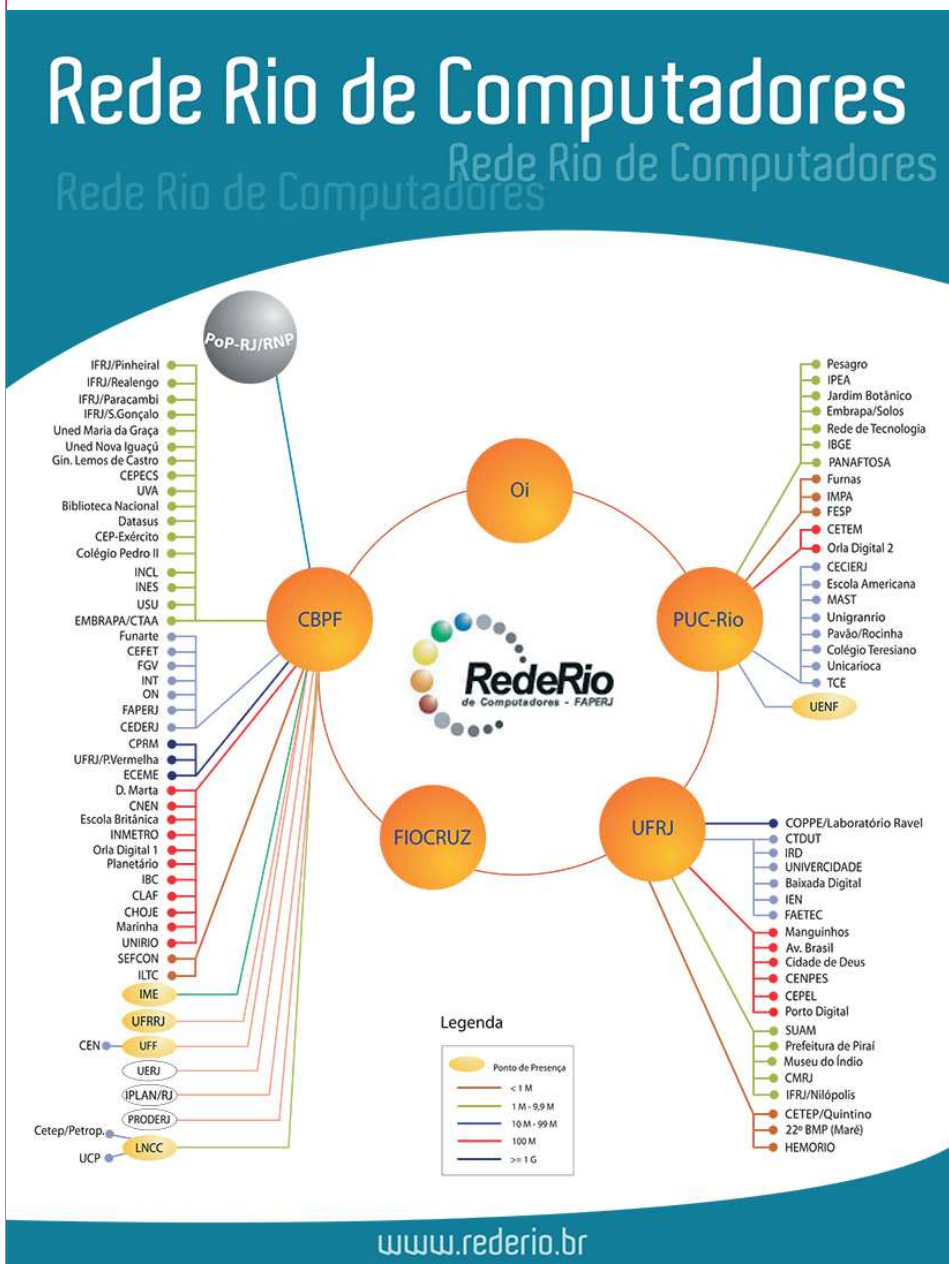 Rede Rio de Computadores
Rede Rio de Computadores
Rede Rio de Computadores
PoP-RJ/RNP
IFRJ/Pinheiral
IFRJ/Realengo
IFRJ/Paracambi
IFRJ/S.Gonçalo
Uned Maria da Graça
Uned Nova Iguaçú
Gin. Lemos de Castro
CEPECS
UVA
Biblioteca Nacional
Datasus
CEP-Exército
Colégio Pedro II
INCL
INES
USU
EMBRAPA/CTAA
Funarte
CEFET
FGV
INT
ON
FAPERJ
CEDERJ
CPRM
UFRJ/P.Vermelha
ECEME
D. Marta
CNEN
Escola Britânica
INMETRO
Orla Digital 1
Planetário
IBC
CLAF
CHOJE
Marinha
UNIRIO
SEFCON
ILTC
IME
UFRRJ
CEN
UFF
UERJ
IPLAN/RJ
PRODERJ
Cetep/Petrop.
LNCC
UCP
Oi
CBPF
PUC-Rio
RedeRio
de Computadores - FAPERJ
FIOCRUZ
UFRJ
Pesagro
IPEA
Jardim Botânico
Embrapa/Solos
Rede de Tecnologia
IBGE
PANAFTOSA
Furnas
IMPA
FESP
CETEM
Orla Digital 2
CECIERJ
Escola Americana
MAST
Unigranrio
Pavão/Rocinha
Colégio Teresiano
Unicarioca
TCE
UENF
COPPE/Laboratório Ravel
CTDUT
IRD
UNIVERCIDADE
Baixada Digital
IEN
FAETEC
Manguinhos
Av. Brasil
Cidade de Deus
CENPES
CEPEL
Porto Digital
SUAM
Prefeitura de Piraí
Museu do Índio
CMRJ
IFRJ/Nilópolis
CETEP/Quintino
22º BMP (Maré)
HEMORIO
Legenda
Ponto de Presença
< 1 M
1 M - 9,9 M
10 M - 99 M
100 M
>= 1 G
www.rederio.br